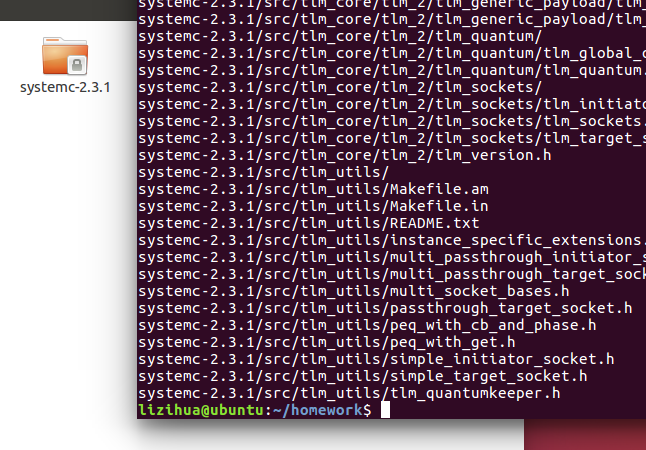 systemc-2.3.1
systemc-2.3.1/src/tlm_core/tlm_2/tlm_generic_payload/tlm_
systemc-2.3.1/src/tlm_core/tlm_2/tlm_generic_payload/tlm_
systemc-2.3.1/src/tlm_core/tlm_2/tlm_quantum/
systemc-2.3.1/src/tlm_core/tlm_2/tlm_quantum/tlm_global_
systemc-2.3.1/src/tlm_core/tlm_2/tlm_quantum/tlm_quantum.
systemc-2.3.1/src/tlm_core/tlm_2/tlm_sockets/
systemc-2.3.1/src/tlm_core/tlm_2/tlm_sockets/tlm_initiato
systemc-2.3.1/src/tlm_core/tlm_2/tlm_sockets/tlm_sockets.
systemc-2.3.1/src/tlm_core/tlm_2/tlm_sockets/tlm_target_s
systemc-2.3.1/src/tlm_core/tlm_2/tlm_version.h
systemc-2.3.1/src/tlm_utils/
systemc-2.3.1/src/tlm_utils/Makefile.am
systemc-2.3.1/src/tlm_utils/Makefile.in
systemc-2.3.1/src/tlm_utils/README.txt
systemc-2.3.1/src/tlm_utils/instance_specific_extensions.
systemc-2.3.1/src/tlm_utils/multi_passthrough_initiator_s
systemc-2.3.1/src/tlm_utils/multi_passthrough_target_sock
systemc-2.3.1/src/tlm_utils/multi_socket_bases.h
systemc-2.3.1/src/tlm_utils/passthrough_target_socket.h
systemc-2.3.1/src/tlm_utils/peq_with_cb_and_phase.h
systemc-2.3.1/src/tlm_utils/peq_with_get.h
systemc-2.3.1/src/tlm_utils/simple_initiator_socket.h
systemc-2.3.1/src/tlm_utils/simple_target_socket.h
systemc-2.3.1/src/tlm_utils/tlm_quantumkeeper.h
lizihua@ubuntu:~/homework$